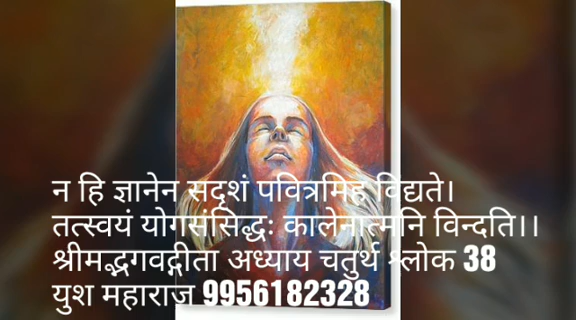 न हि ज्ञानेन सदृशं पवित्रमिह विद्यते।
तत्स्वयं योगसंसिद्धः कालेनात्मनि विन्दति।।
श्रीमद्भगवद्गीता अध्याय चतुर्थ श्लोक 38
युश महाराज 9956182328